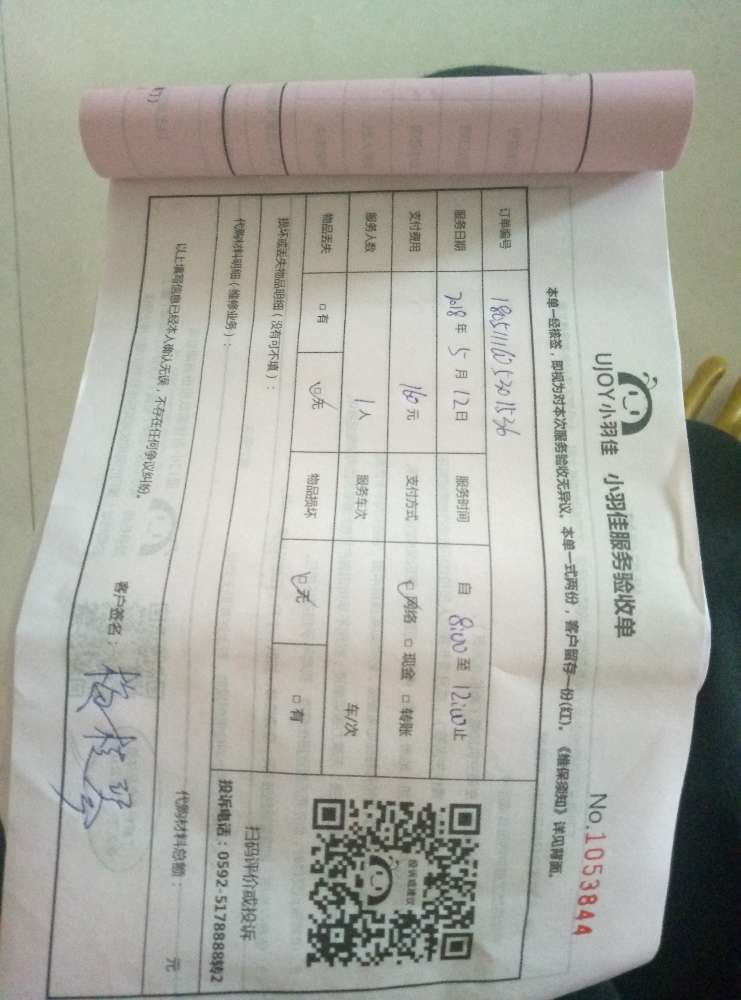 UJOY小羽佳 小羽佳服务验收单
No.1053844
本单一经核签，即视为对本次服务验收无异议。本单一式两份，客户留存一份(红)。《维保须知》详见背面。
订单编号 180511605301536
服务日期 2018年5月12日 服务时间 自 8:00 至 12:00 止
支付费用 160元 支付方式 ☑网络 □现金 □转账
服务人数 1人 服务车次 车/次
物品丢失 □有 ☑无 物品损坏 ☑无 □有
损坏或丢失物品明细（没有可不填）：
投诉或建议
扫码评价或投诉
投诉电话：0592-5178888转2
代购材料明细（维修业务）：
代购材料总额： 元
以上填写信息已经本人确认无误，不存在任何争议纠纷。
客户签名：